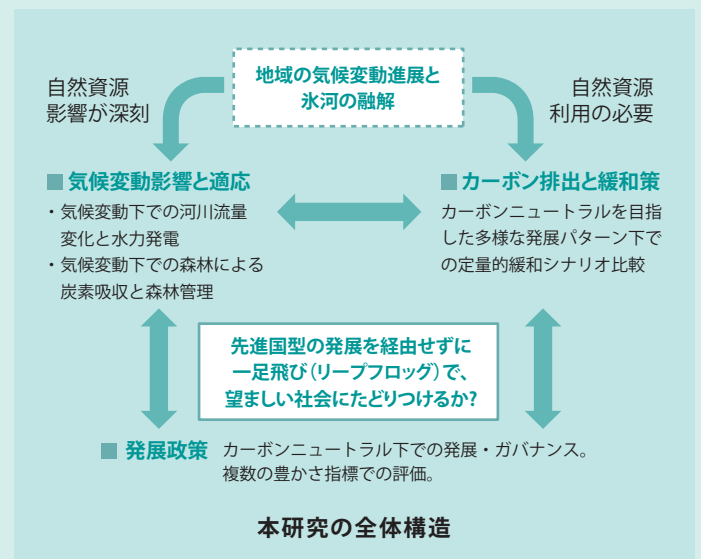 地域の気候変動進展と
氷河の融解
自然資源
影響が深刻
自然資源
利用の必要
■ 気候変動影響と適応
・気候変動下での河川流量
変化と水力発電
・気候変動下での森林による
炭素吸収と森林管理
■ カーボン排出と緩和策
カーボンニュートラルを目指
した多様な発展パターン下で
の定量的緩和シナリオ比較
先進国型の発展を経由せずに
一足飛び(リープフロッグ)で、
望ましい社会にたどりつけるか?
■ 発展政策 カーボンニュートラル下での発展・ガバナンス。
複数の豊かさ指標での評価。
本研究の全体構造